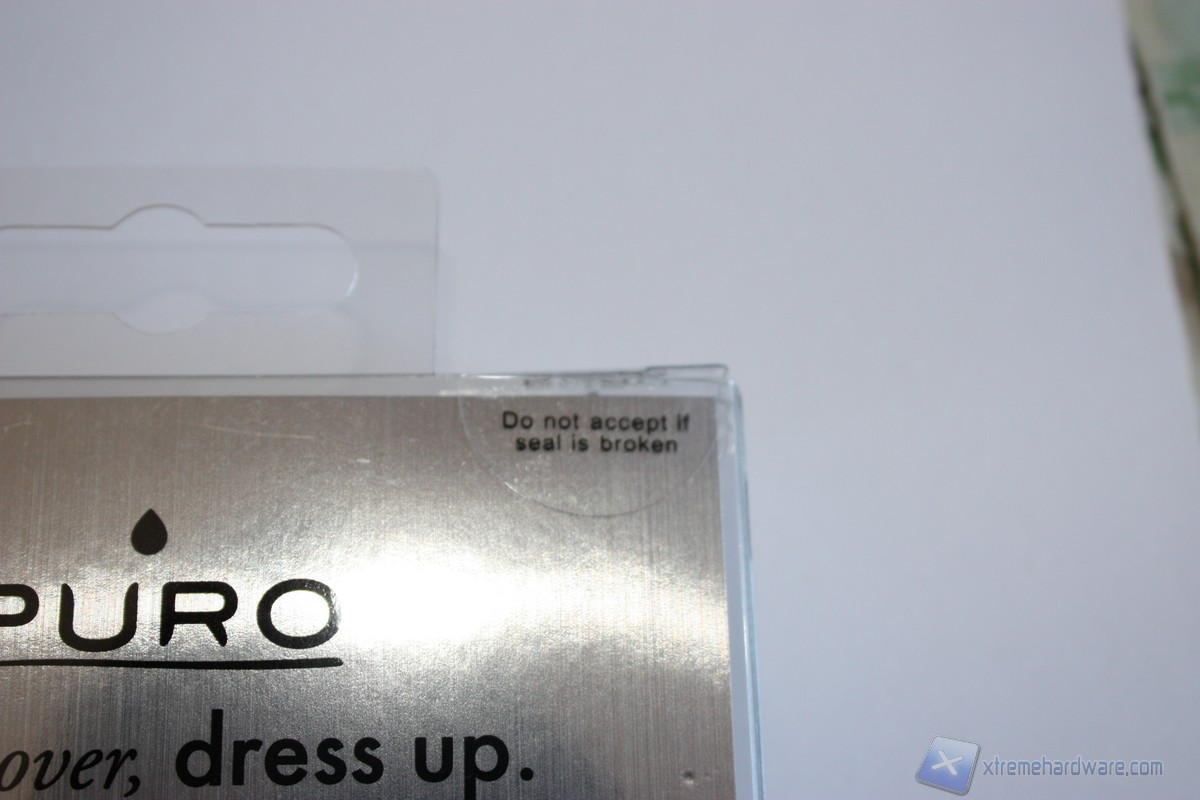 Do not accept if
seal is broken
PURO
over, dress up.
xtremehardware.com